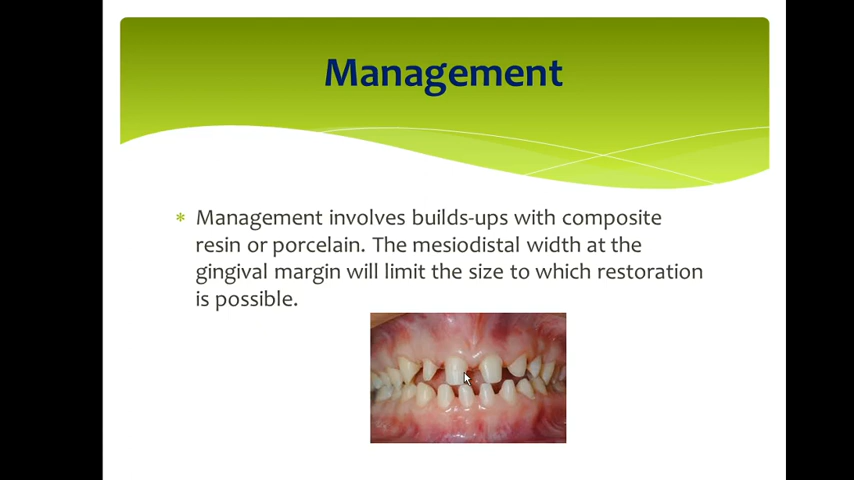 Management
* Management involves builds-ups with composite
resin or porcelain. The mesiodistal width at the
gingival margin will limit the size to which restoration
is possible.